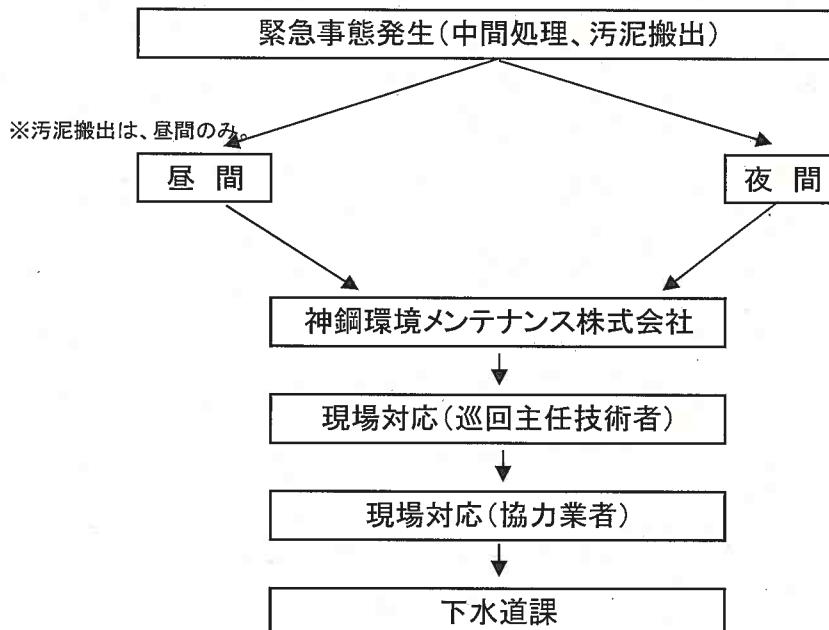 緊急事態発生(中間処理、汚泥搬出)
※汚泥搬出は、昼間のみ。
昼 間
夜 間
神鋼環境メンテナンス株式会社
現場対応(巡回主任技術者)
現場対応(協力業者)
下水道課